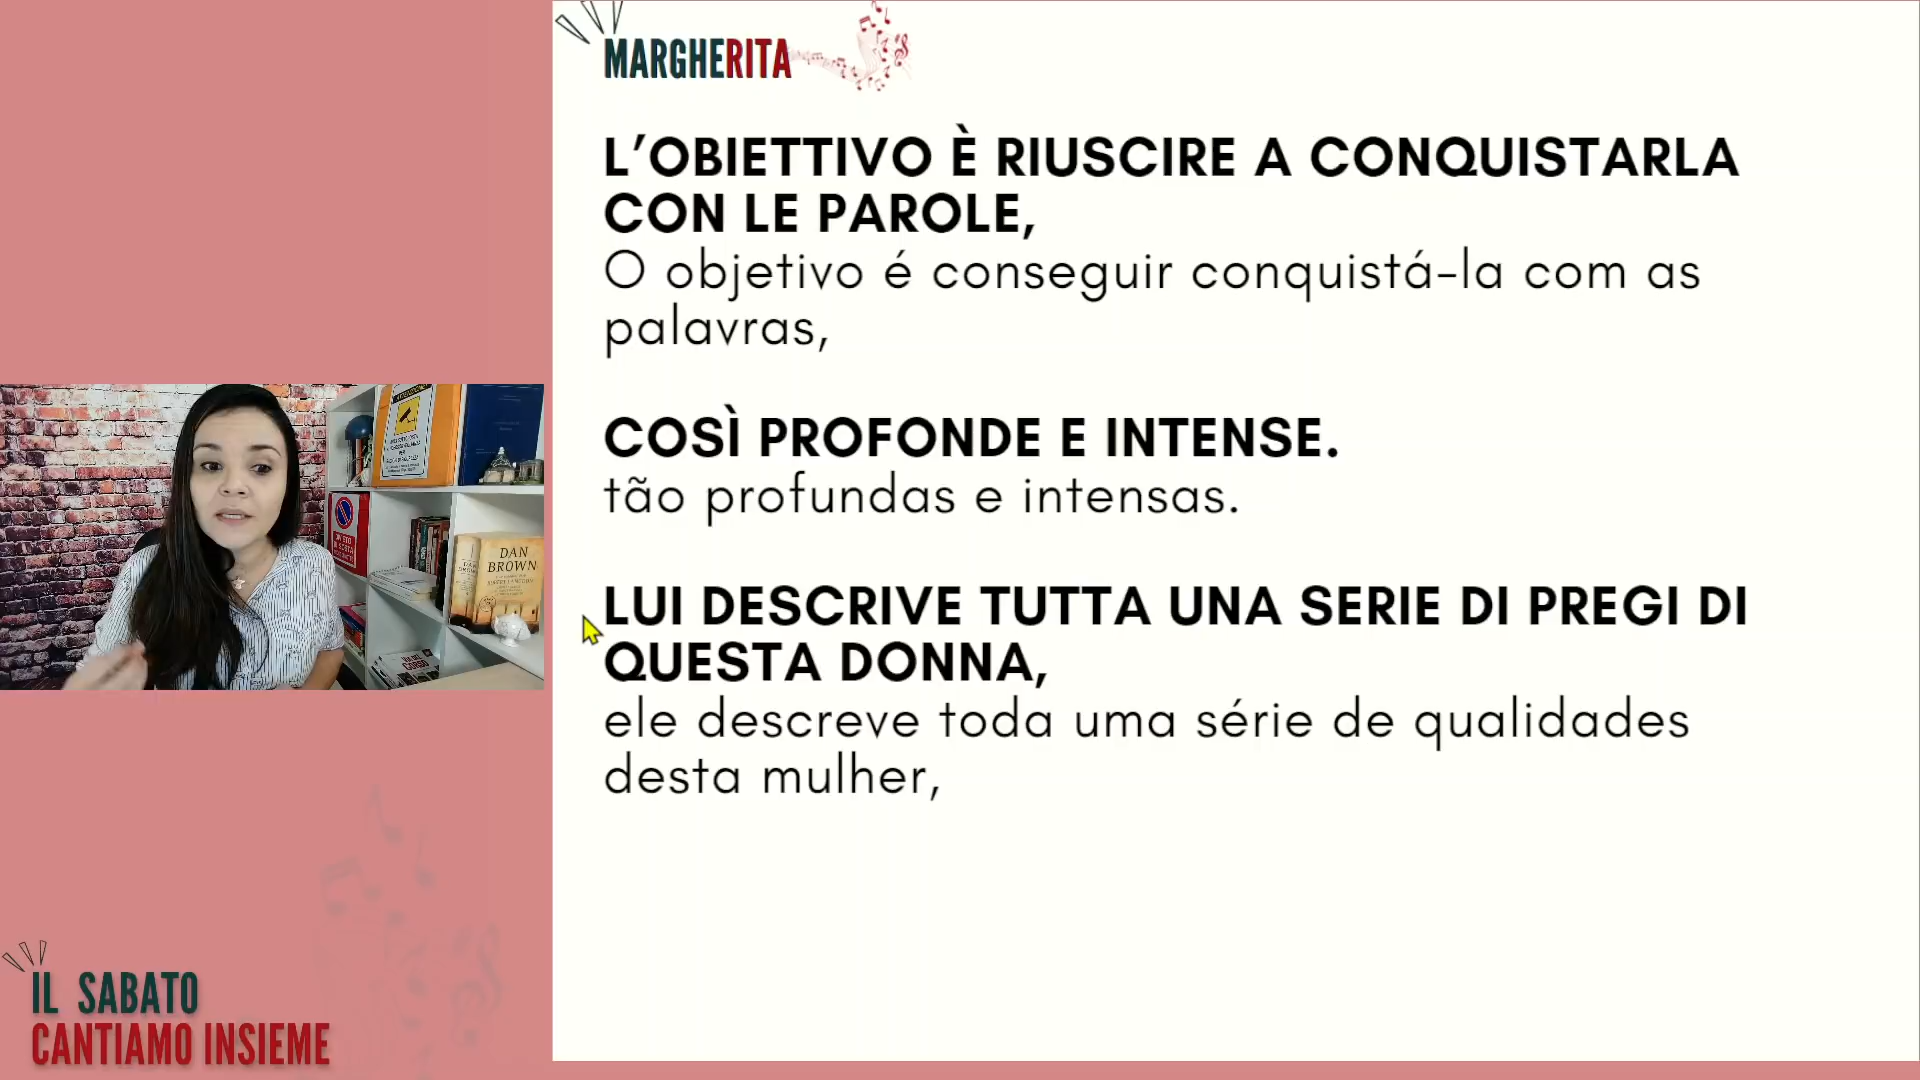 MARGHERITA
L’OBIETTIVO È RIUSCIRE A CONQUISTARLA
CON LE PAROLE,
O objetivo é conseguir conquistá-la com as
palavras,
COSÌ PROFONDE E INTENSE.
tão profundas e intensas.
LUI DESCRIVE TUTTA UNA SERIE DI PREGI DI
QUESTA DONNA,
ele descreve toda uma série de qualidades
desta mulher,
DAN
BROWN
IL SABATO
CANTIAMO INSIEME